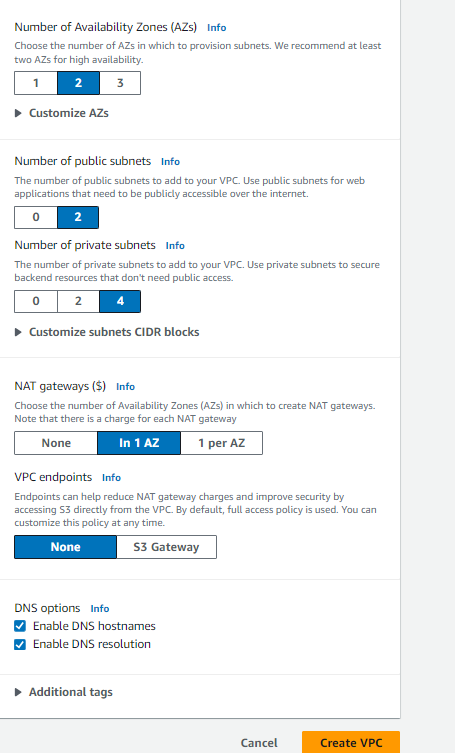 Number of Availability Zones (AZs) Info
Choose the number of AZs in which to provision subnets. We recommend at least
two AZs for high availability.
1 2 3
Customize AZs
Number of public subnets Info
The number of public subnets to add to your VPC. Use public subnets for web
applications that need to be publicly accessible over the internet.
0 2
Number of private subnets Info
The number of private subnets to add to your VPC. Use private subnets to secure
backend resources that don't need public access.
0 2 4
Customize subnets CIDR blocks
NAT gateways ($) Info
Choose the number of Availability Zones (AZs) in which to create NAT gateways.
Note that there is a charge for each NAT gateway
None In 1 AZ 1 per AZ
VPC endpoints Info
Endpoints can help reduce NAT gateway charges and improve security by
accessing S3 directly from the VPC. By default, full access policy is used. You can
customize this policy at any time.
None S3 Gateway
DNS options Info
Enable DNS hostnames
Enable DNS resolution
Additional tags
Cancel Create VPC